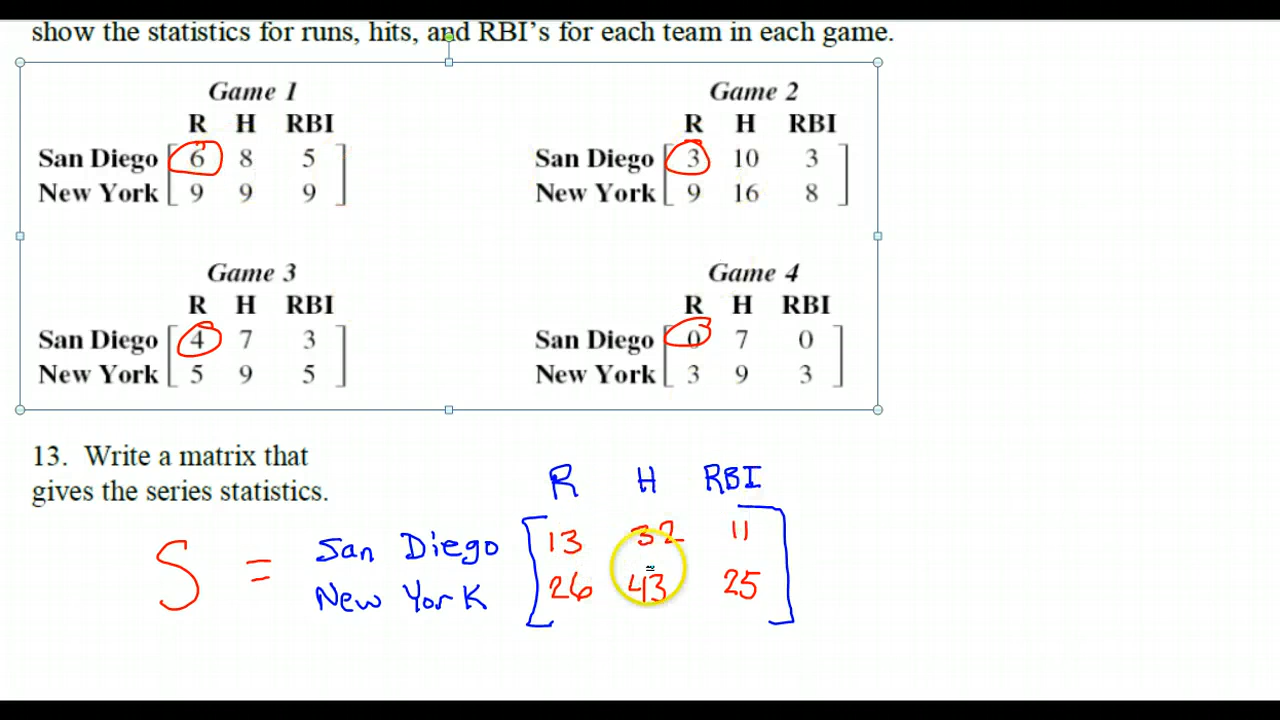 show the statistics for runs, hits, and RBI's for each team in each game.
Game 1
R H RBI
San Diego 6 8 5
New York 9 9 9
Game 2
R H RBI
San Diego 3 10 3
New York 9 16 8
Game 3
R H RBI
San Diego 4 7 3
New York 5 9 5
Game 4
R H RBI
San Diego 0 7 0
New York 3 9 3
13. Write a matrix that
gives the series statistics.
R H RBI
S = San Diego 13 32 11
New York 26 43 25